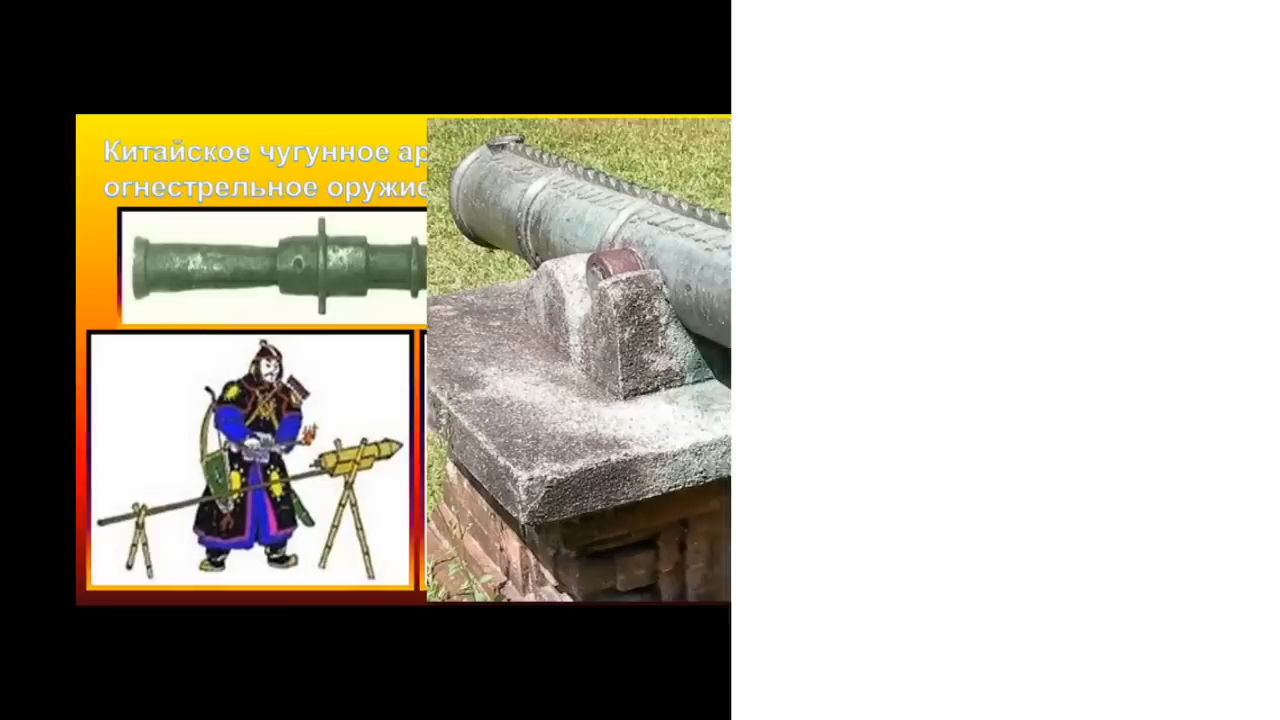 Китайское чугунное
огнестрельное оружие